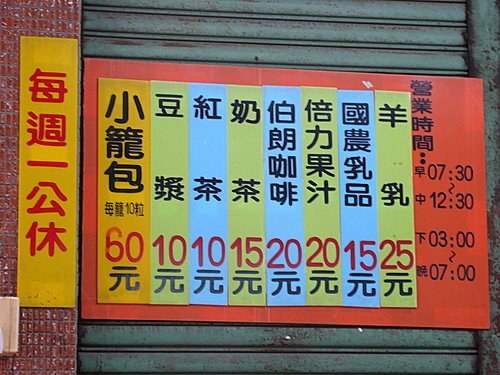 每週一公休
小籠包
每籠10粒
60元
豆漿
10元
紅茶
10元
奶茶
15元
伯朗咖啡
20元
倍力果汁
20元
國農乳品
15元
羊乳
25元
營業時間：
早07:30
~
中12:30
下03:00
~
晚07:00